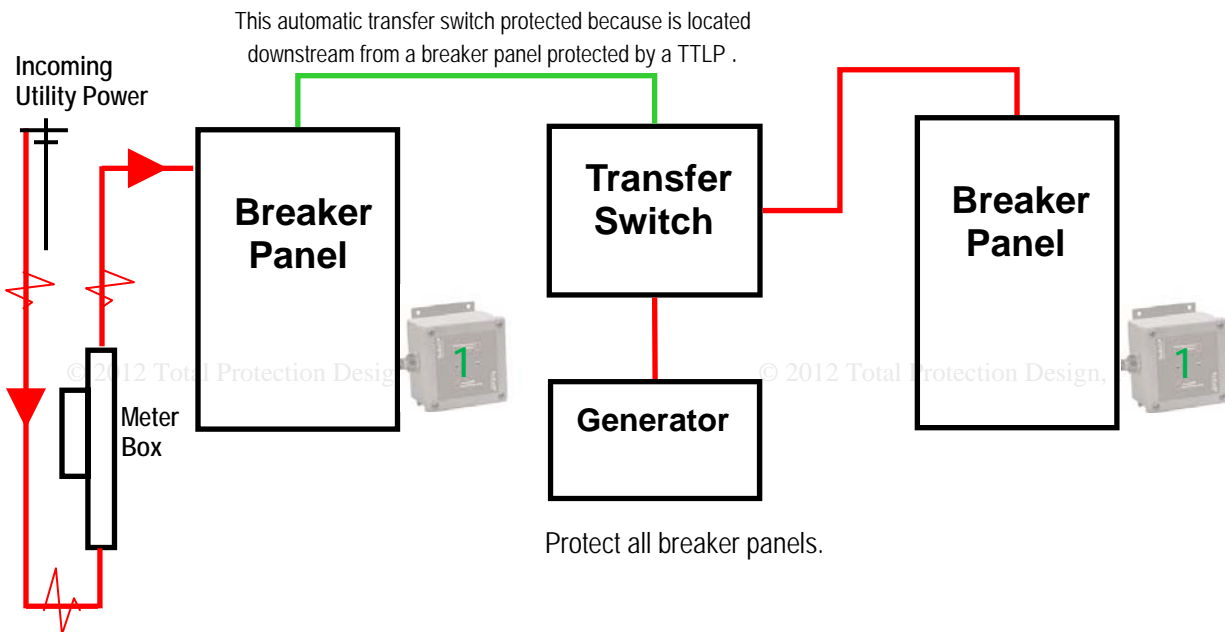 This automatic transfer switch protected because is located
downstream from a breaker panel protected by a TTLP .
Incoming
Utility Power
Breaker
Panel
Transfer
Switch
Breaker
Panel
1
1
© 2012 Total Protection Desig
© 2012 Total Protection Design,
Meter
Box
Generator
Protect all breaker panels.